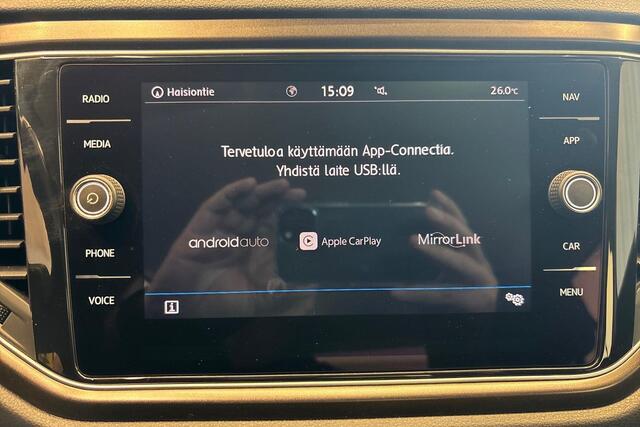 RADIO
MEDIA
PHONE
VOICE
Haisiontie
15:09
26.0°C
Tervetuloa käyttämään App-Connectia.
Yhdistä laite USB:llä.
androidauto
Apple CarPlay
MirrorLink
NAV
APP
CAR
MENU